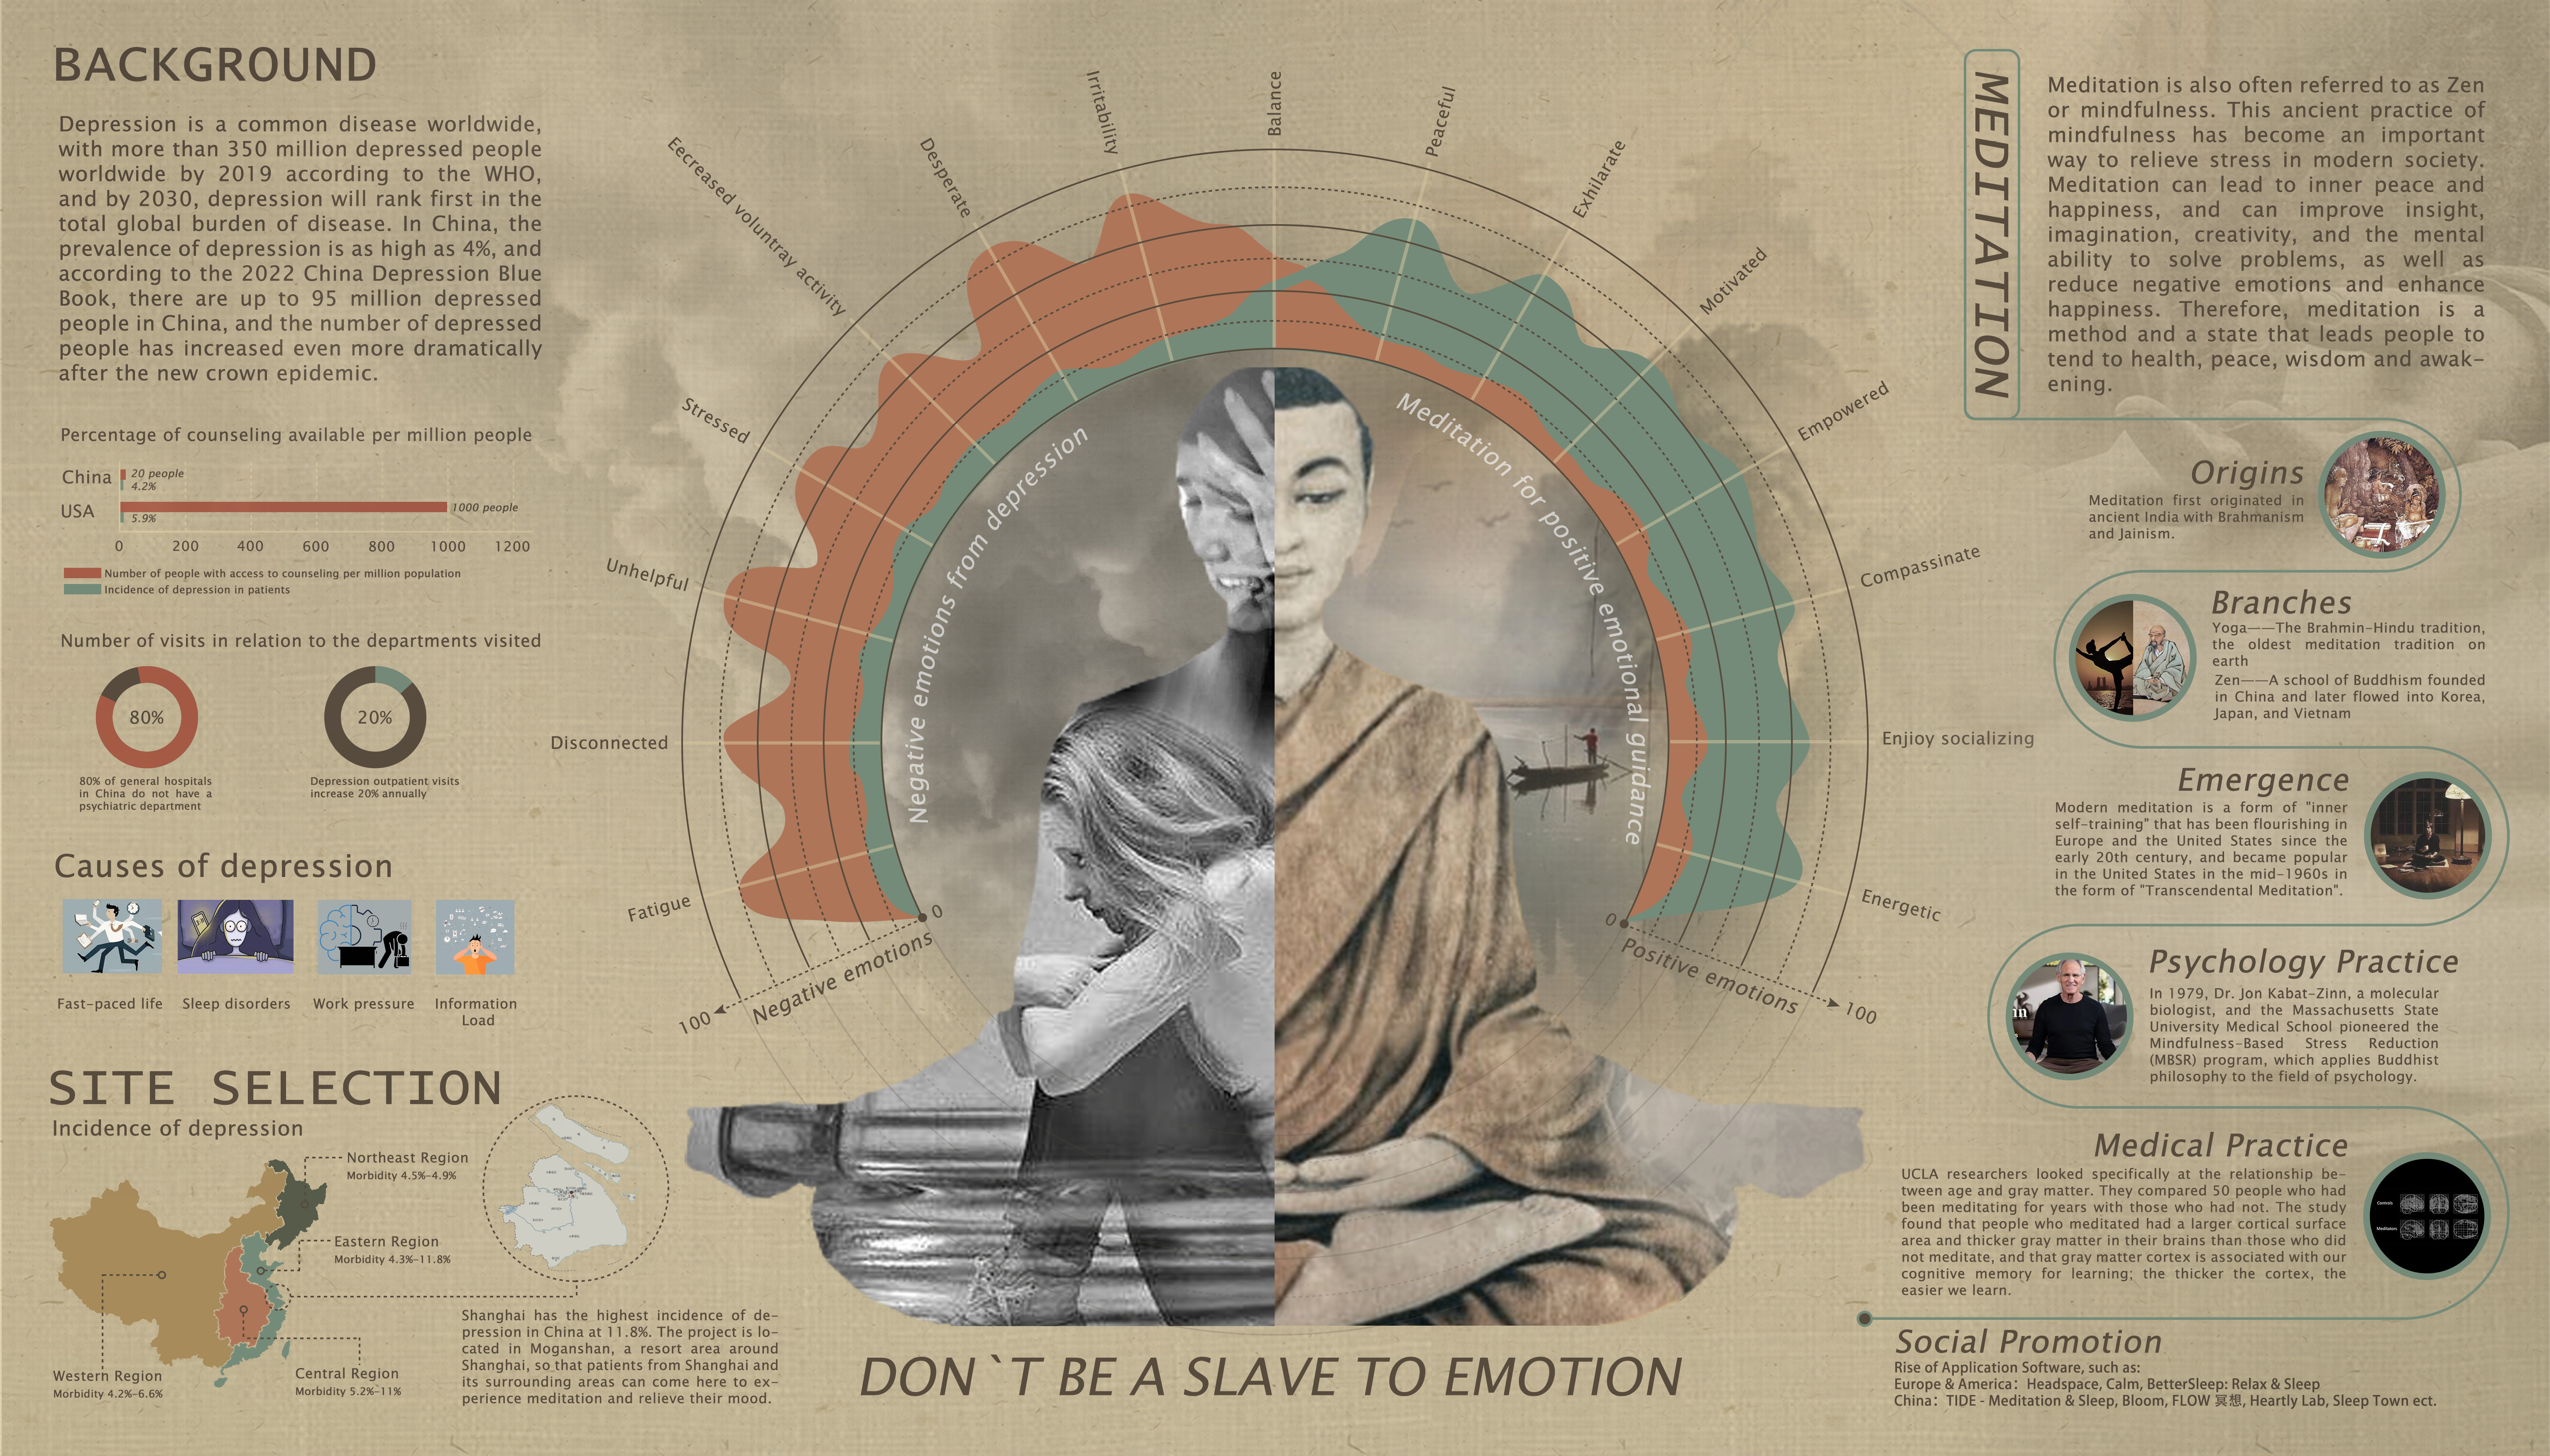 BACKGROUND
Depression is a common disease worldwide,
with more than 350 million depressed people
worldwide by 2019 according to the WHO,
and by 2030, depression will rank first in the
total global burden of disease. In China, the
prevalence of depression is as high as 4%, and
according to the 2022 China Depression Blue
Book, there are up to 95 million depressed
people in China, and the number of depressed
people has increased even more dramatically
after the new crown epidemic.
Percentage of counseling available per million people
China
20 people
4.2%
USA
1000 people
5.9%
0 200 400 600 800 1000 1200
Number of people with access to counseling per million population
Incidence of depression in patients
Number of visits in relation to the departments visited
80%
20%
80% of general hospitals
in China do not have a
psychiatric department
Depression outpatient visits
increase 20% annually
Causes of depression
Fast-paced life
Sleep disorders
Work pressure
Information
Load
SITE SELECTION
Incidence of depression
Northeast Region
Morbidity 4.5%-4.9%
Eastern Region
Morbidity 4.3%-11.8%
Western Region
Morbidity 4.2%-6.6%
Central Region
Morbidity 5.2%-11%
Shanghai has the highest incidence of de-
pression in China at 11.8%. The project is lo-
cated in Moganshan, a resort area around
Shanghai, so that patients from Shanghai and
its surrounding areas can come here to ex-
perience meditation and relieve their mood.
Fatigue
Disconnected
Unhelpful
Stressed
Eecreased voluntray activity
Desperate
Irritability
Balance
Peaceful
Exhilarate
Motivated
Empowered
Compassinate
Enjioy socializing
Energetic
Negative emotions from depression
Meditation for positive emotional guidance
0
Negative emotions
100
0
Positive emotions
100
DON`T BE A SLAVE TO EMOTION
MEDITATION
Meditation is also often referred to as Zen
or mindfulness. This ancient practice of
mindfulness has become an important
way to relieve stress in modern society.
Meditation can lead to inner peace and
happiness, and can improve insight,
imagination, creativity, and the mental
ability to solve problems, as well as
reduce negative emotions and enhance
happiness. Therefore, meditation is a
method and a state that leads people to
tend to health, peace, wisdom and awak-
ening.
Origins
Meditation first originated in
ancient India with Brahmanism
and Jainism.
Branches
Yoga——The Brahmin-Hindu tradition,
the oldest meditation tradition on
earth
Zen——A school of Buddhism founded
in China and later flowed into Korea,
Japan, and Vietnam
Emergence
Modern meditation is a form of "inner
self-training" that has been flourishing in
Europe and the United States since the
early 20th century, and became popular
in the United States in the mid-1960s in
the form of "Transcendental Meditation".
Psychology Practice
in
In 1979, Dr. Jon Kabat-Zinn, a molecular
biologist, and the Massachusetts State
University Medical School pioneered the
Mindfulness-Based Stress Reduction
(MBSR) program, which applies Buddhist
philosophy to the field of psychology.
Medical Practice
UCLA researchers looked specifically at the relationship be-
tween age and gray matter. They compared 50 people who had
been meditating for years with those who had not. The study
found that people who meditated had a larger cortical surface
area and thicker gray matter in their brains than those who did
not meditate, and that gray matter cortex is associated with our
cognitive memory for learning; the thicker the cortex, the
easier we learn.
Controls
Meditators
Social Promotion
Rise of Application Software, such as:
Europe & America：Headspace, Calm, BetterSleep: Relax & Sleep
China：TIDE - Meditation & Sleep, Bloom, FLOW 冥想, Heartly Lab, Sleep Town ect.